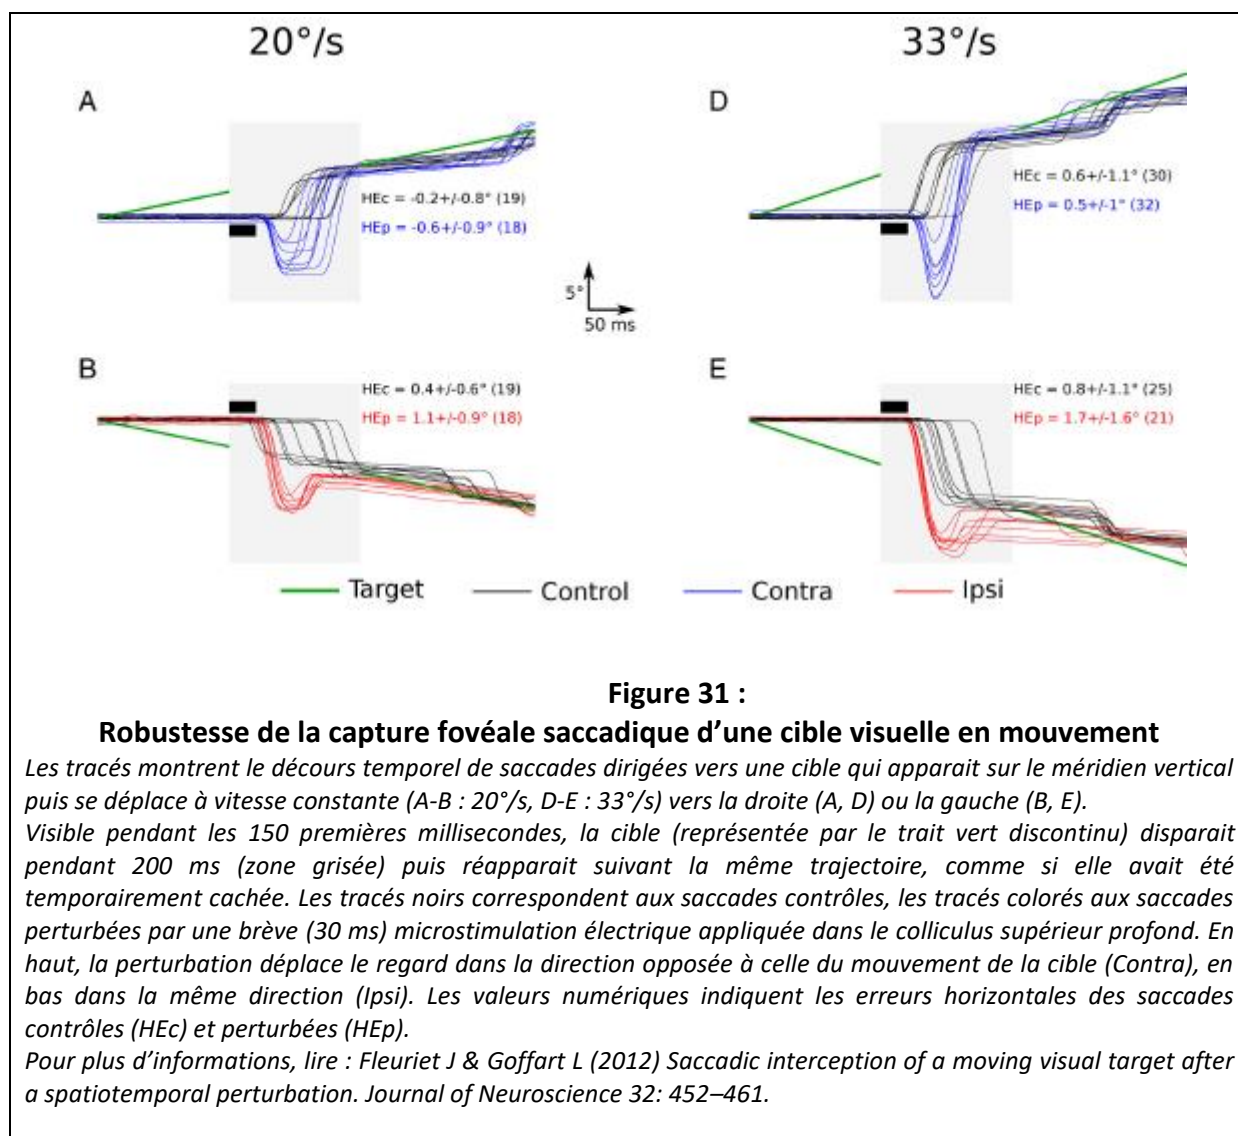 20°/s
33°/s
A
D
HEc = -0.2+/-0.8° (19)
HEp = -0.6+/-0.9° (18)
HEc = 0.6+/-1.1° (30)
HEp = 0.5+/-1° (32)
5°
50 ms
B
E
HEc = 0.4+/-0.6° (19)
HEp = 1.1+/-0.9° (18)
HEc = 0.8+/-1.1° (25)
HEp = 1.7+/-1.6° (21)
Target
Control
Contra
Ipsi
Figure 31 :
Robustesse de la capture fovéale saccadique d’une cible visuelle en mouvement
Les tracés montrent le décours temporel de saccades dirigées vers une cible qui apparait sur le méridien vertical
puis se déplace à vitesse constante (A-B : 20°/s, D-E : 33°/s) vers la droite (A, D) ou la gauche (B, E).
Visible pendant les 150 premières millisecondes, la cible (représentée par le trait vert discontinu) disparait
pendant 200 ms (zone grisée) puis réapparait suivant la même trajectoire, comme si elle avait été
temporairement cachée. Les tracés noirs correspondent aux saccades contrôles, les tracés colorés aux saccades
perturbées par une brève (30 ms) microstimulation électrique appliquée dans le colliculus supérieur profond. En
haut, la perturbation déplace le regard dans la direction opposée à celle du mouvement de la cible (Contra), en
bas dans la même direction (Ipsi). Les valeurs numériques indiquent les erreurs horizontales des saccades
contrôles (HEc) et perturbées (HEp).
Pour plus d’informations, lire : Fleuriet J & Goffart L (2012) Saccadic interception of a moving visual target after
a spatiotemporal perturbation. Journal of Neuroscience 32: 452–461.